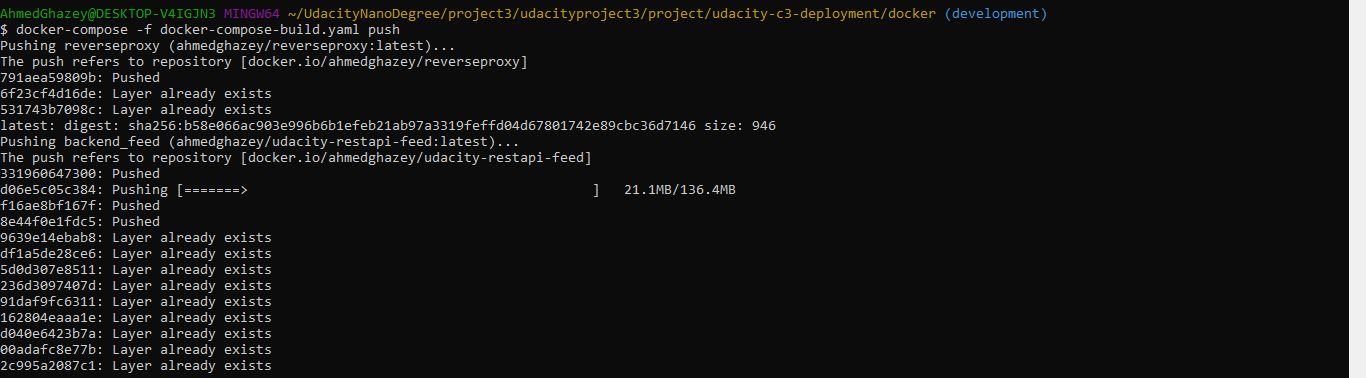 AhmedGhazey@DESKTOP-V4IGJN3 MINGW64 ~/UdacityNanoDegree/project3/udacityproject3/project/udacity-c3-deployment/docker (development)
$ docker-compose -f docker-compose-build.yaml push
Pushing reverseproxy (ahmedghazey/reverseproxy:latest)...
The push refers to repository [docker.io/ahmedghazey/reverseproxy]
791aea59809b: Pushed
6f23cf4d16de: Layer already exists
531743b7098c: Layer already exists
latest: digest: sha256:b58e066ac903e996b6b1efeb21ab97a3319feffd04d67801742e89cbc36d7146 size: 946
Pushing backend_feed (ahmedghazey/udacity-restapi-feed:latest)...
The push refers to repository [docker.io/ahmedghazey/udacity-restapi-feed]
331960647300: Pushed
d06e5c05c384: Pushing [=======>                                           ]   21.1MB/136.4MB
f16ae8bf167f: Pushed
8e44f0e1fdc5: Pushed
9639e14ebab8: Layer already exists
df1a5de28ce6: Layer already exists
5d0d307e8511: Layer already exists
236d3097407d: Layer already exists
91daf9fc6311: Layer already exists
162804eaaa1e: Layer already exists
d040e6423b7a: Layer already exists
00adafc8e77b: Layer already exists
2c995a2087c1: Layer already exists